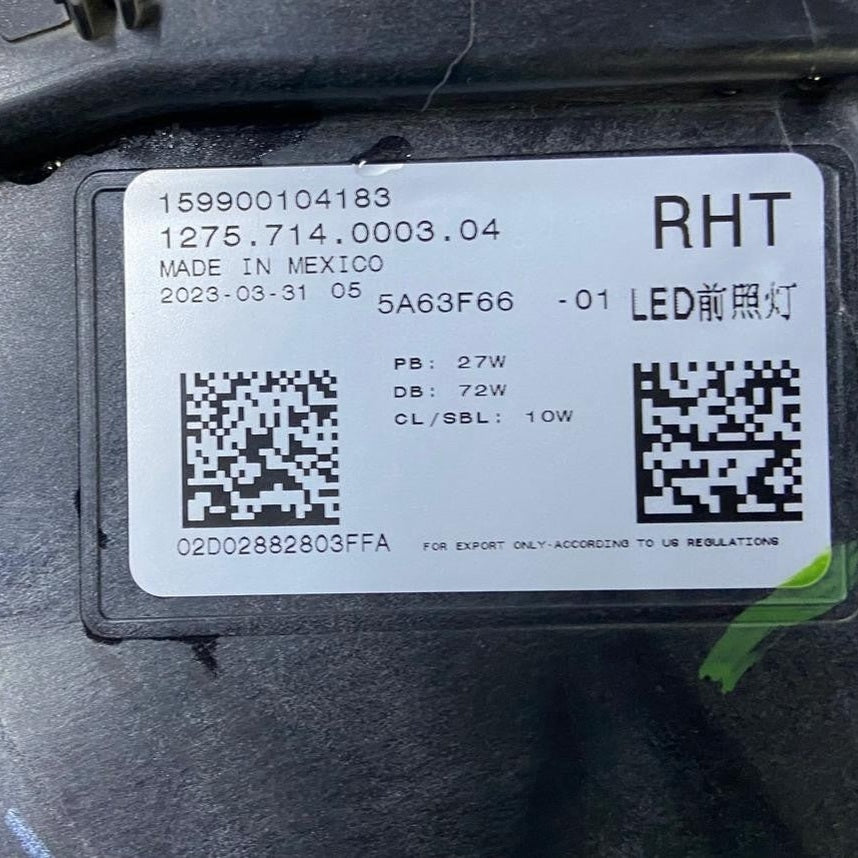 159900104183
RHT
1275.714.0003.04
MADE IN MEXICO
2023-03-31 05 5A63F66 -01 LED前照灯
PB: 27W
DB: 72W
CL/SBL: 10W
02D02882803FFA FOR EXPORT ONLY-ACCORDING TO US REGULATIONS